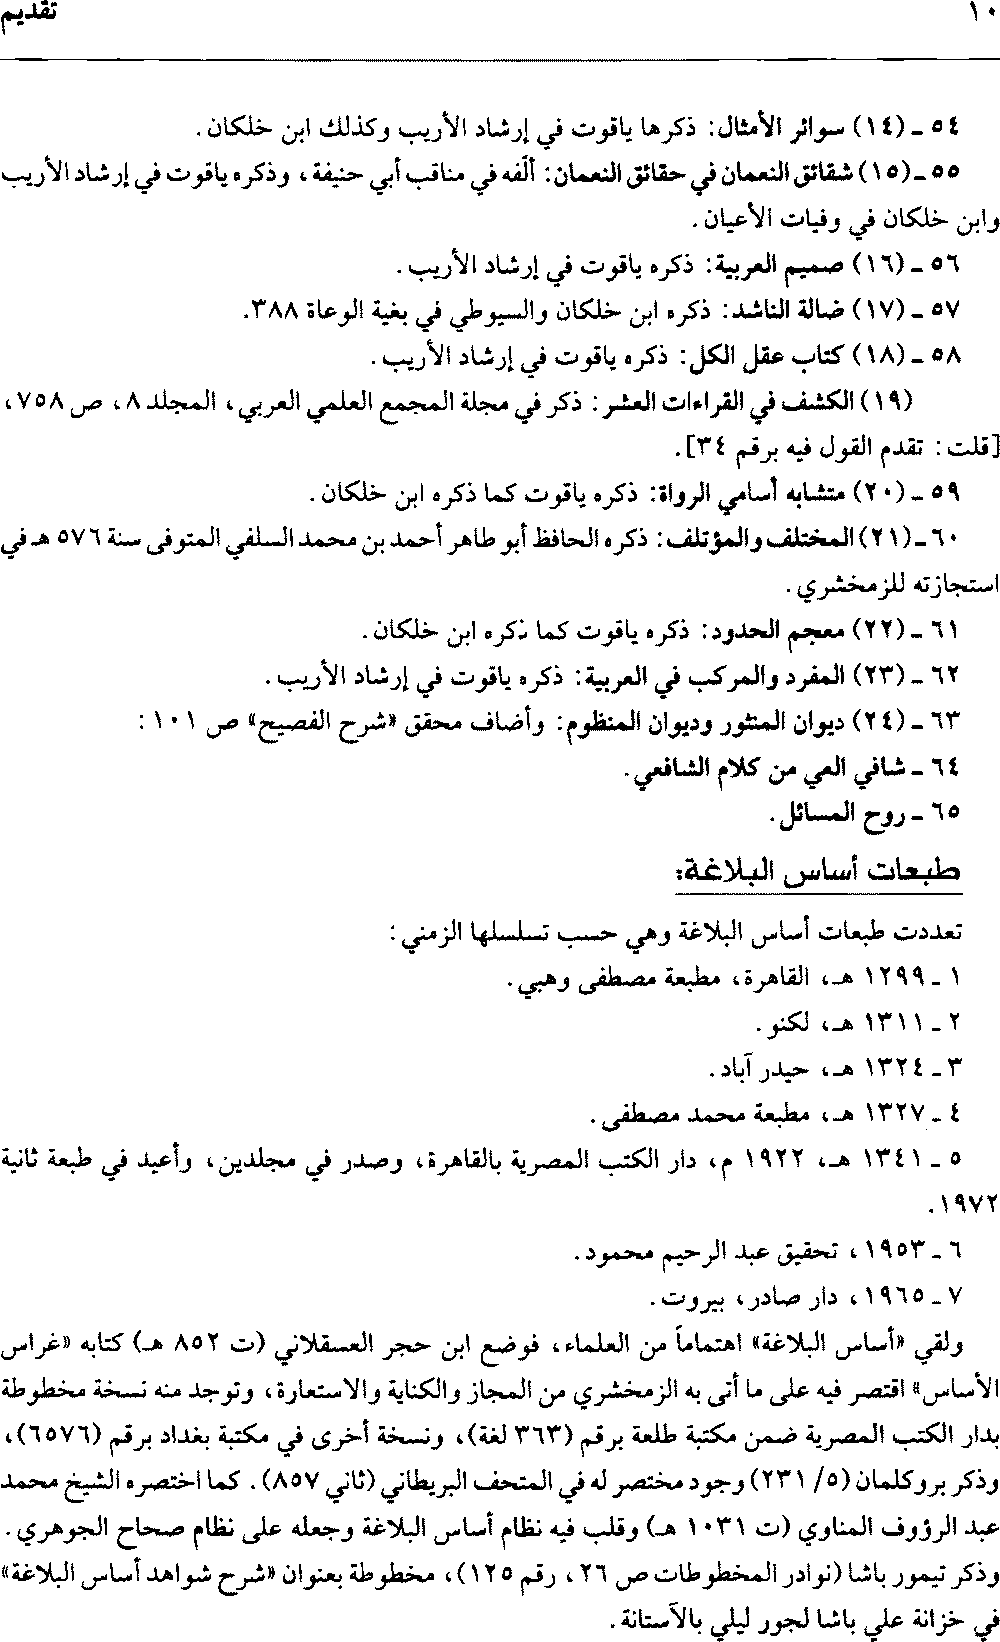 ١٠ تقديم
٥٤ ـ (١٤) سوائر الأمثال: ذكرها ياقوت في إرشاد الأريب وكذلك ابن خلكان.
٥٥ ـ (١٥) شقائق النعمان في حقائق النعمان: ألّفه في مناقب أبي حنيفة، وذكره ياقوت في إرشاد الأريب
وابن خلكان في وفيات الأعيان.
٥٦ ـ (١٦) صميم العربية: ذكره ياقوت في إرشاد الأريب.
٥٧ ـ (١٧) ضالة الناشد: ذكره ابن خلكان والسيوطي في بغية الوعاة ٣٨٨.
٥٨ ـ (١٨) كتاب عقل الكل: ذكره ياقوت في إرشاد الأريب.
(١٩) الكشف في القراءات العشر: ذكر في مجلة المجمع العلمي العربي، المجلد ٨، ص ٧٥٨،
[قلت: تقدم القول فيه برقم ٣٤].
٥٩ ـ (٢٠) متشابه أسامي الرواة: ذكره ياقوت كما ذكره ابن خلكان.
٦٠ ـ (٢١) المختلف والمؤتلف: ذكره الحافظ أبو طاهر أحمد بن محمد السلفي المتوفى سنة ٥٧٦ هـ في
استجازته للزمخشري.
٦١ ـ (٢٢) معجم الحدود: ذكره ياقوت كما ذكره ابن خلكان.
٦٢ ـ (٢٣) المفرد والمركب في العربية: ذكره ياقوت في إرشاد الأريب.
٦٣ ـ (٢٤) ديوان المنثور وديوان المنظوم: وأضاف محقق «شرح الفصيح» ص ١٠١:
٦٤ ـ شافي العي من كلام الشافعي.
٦٥ ـ روح المسائل.
طبعات أساس البلاغة:
تعددت طبعات أساس البلاغة وهي حسب تسلسلها الزمني:
١ ـ ١٢٩٩ هـ، القاهرة، مطبعة مصطفى وهبي.
٢ ـ ١٣١١ هـ، لكنو.
٣ ـ ١٣٢٤ هـ، حيدر آباد.
٤ ـ ١٣٢٧ هـ، مطبعة محمد مصطفى.
٥ ـ ١٣٤١ هـ، ١٩٢٢ م، دار الكتب المصرية بالقاهرة، وصدر في مجلدين، وأعيد في طبعة ثانية
١٩٧٢.
٦ ـ ١٩٥٣، تحقيق عبد الرحيم محمود.
٧ ـ ١٩٦٥، دار صادر، بيروت.
ولقي «أساس البلاغة» اهتماماً من العلماء، فوضع ابن حجر العسقلاني (ت ٨٥٢ هـ) كتابه «غراس
الأساس» اقتصر فيه على ما أتى به الزمخشري من المجاز والكناية والاستعارة، وتوجد منه نسخة مخطوطة
بدار الكتب المصرية ضمن مكتبة طلعة برقم (٣٦٣ لغة)، ونسخة أخرى في مكتبة بغداد برقم (٦٥٧٦)،
وذكر بروكلمان (٥/ ٢٣١) وجود مختصر له في المتحف البريطاني (ثاني ٨٥٧). كما اختصره الشيخ محمد
عبد الرؤوف المناوي (ت ١٠٣١ هـ) وقلب فيه نظام أساس البلاغة وجعله على نظام صحاح الجوهري.
وذكر تيمور باشا (نوادر المخطوطات ص ٢٦، رقم ١٢٥)، مخطوطة بعنوان «شرح شواهد أساس البلاغة»
في خزانة علي باشا لجور ليلي بالآستانة.